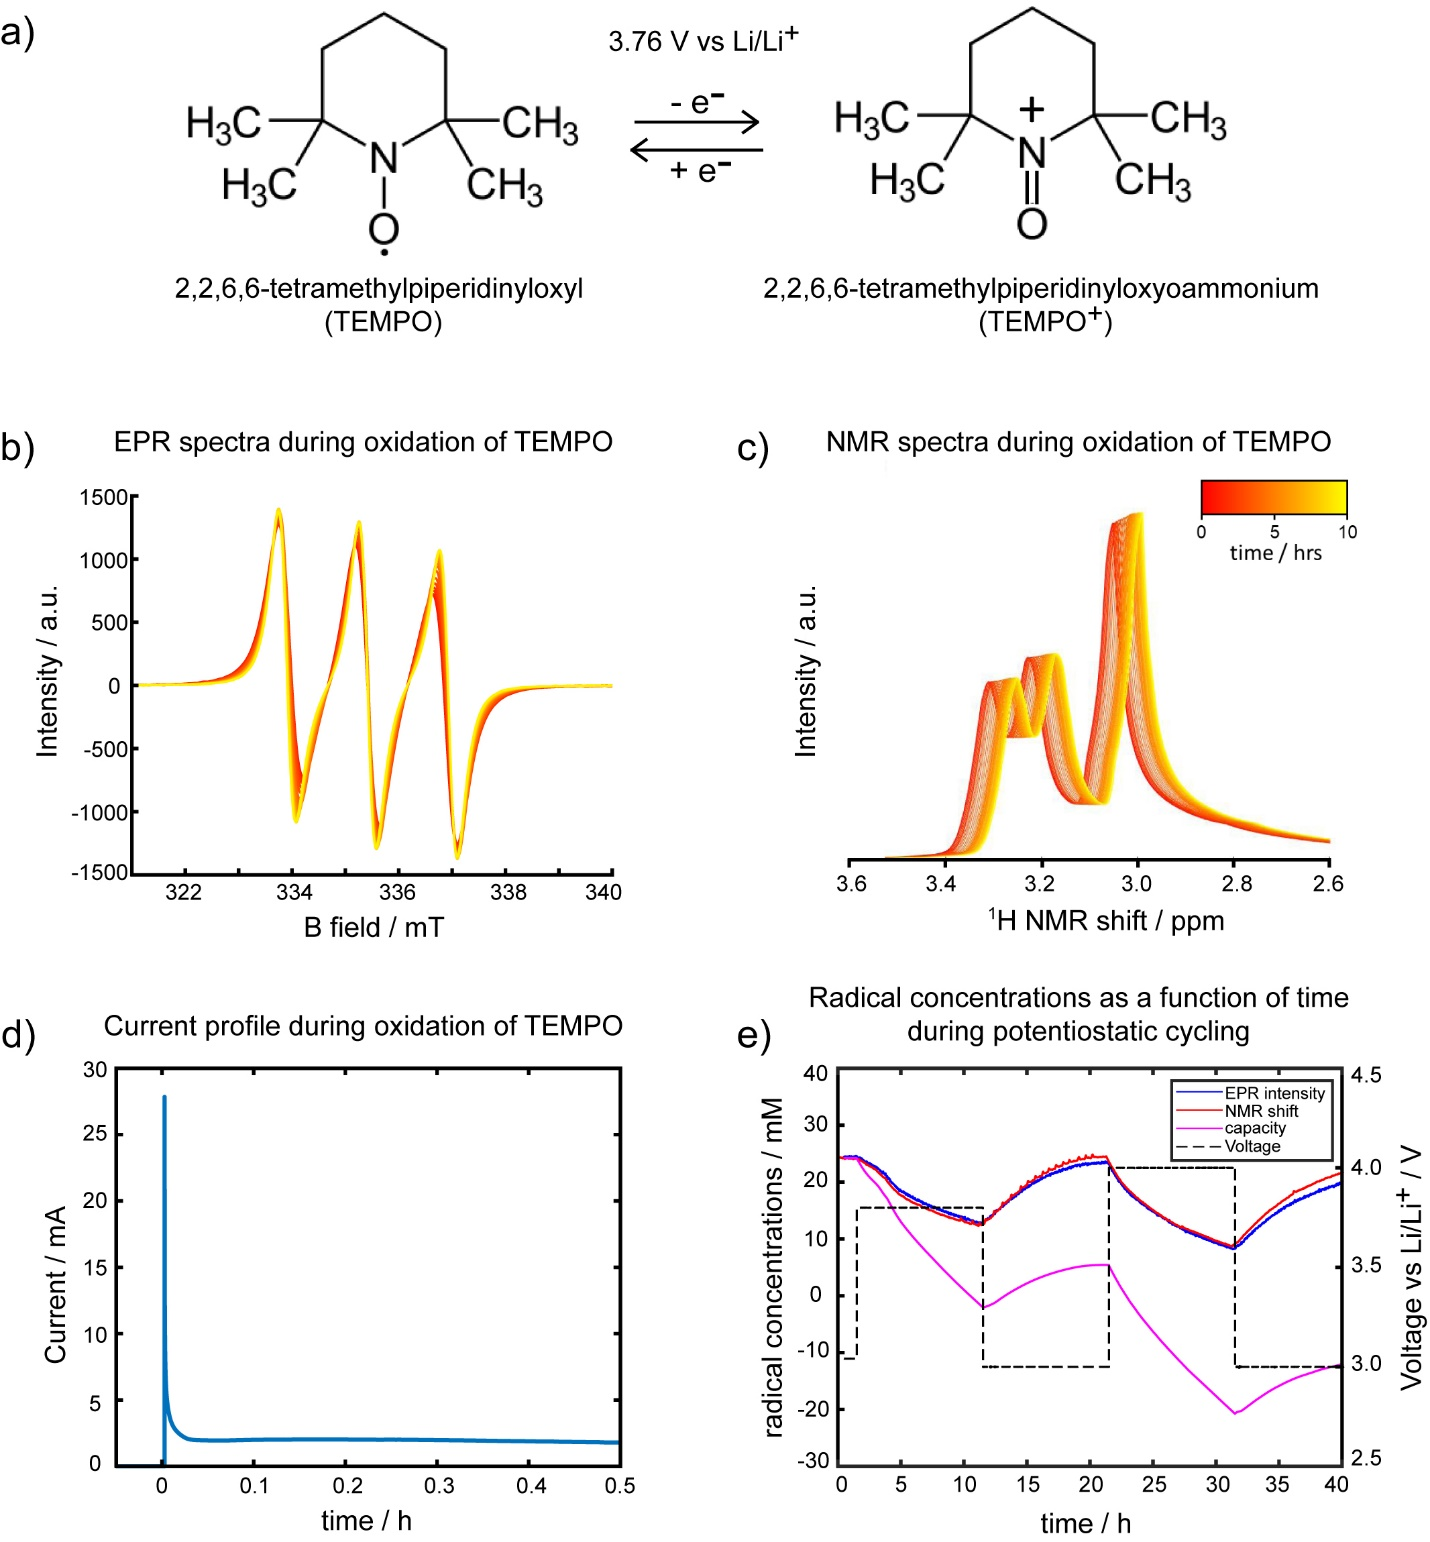 a)
3.76 V vs Li/Li+
- e-
+ e-
H3C
CH3
H3C
CH3
N
O
H3C
CH3
H3C
CH3
+
N
O
2,2,6,6-tetramethylpiperidinyloxyl
(TEMPO)
2,2,6,6-tetramethylpiperidinyloxyoammonium
(TEMPO+)
b)
EPR spectra during oxidation of TEMPO
1500
1000
500
0
-500
-1000
-1500
Intensity / a.u.
322
334
336
338
340
B field / mT
c)
NMR spectra during oxidation of TEMPO
0
5
10
time / hrs
Intensity / a.u.
3.6
3.4
3.2
3.0
2.8
2.6
1H NMR shift / ppm
d)
Current profile during oxidation of TEMPO
30
25
20
15
10
5
0
Current / mA
0
0.1
0.2
0.3
0.4
0.5
time / h
e)
Radical concentrations as a function of time
during potentiostatic cycling
40
30
20
10
0
-10
-20
-30
radical concentrations / mM
EPR intensity
NMR shift
capacity
Voltage
4.5
4.0
3.5
3.0
2.5
Voltage vs Li/Li+ / V
0
5
10
15
20
25
30
35
40
time / h